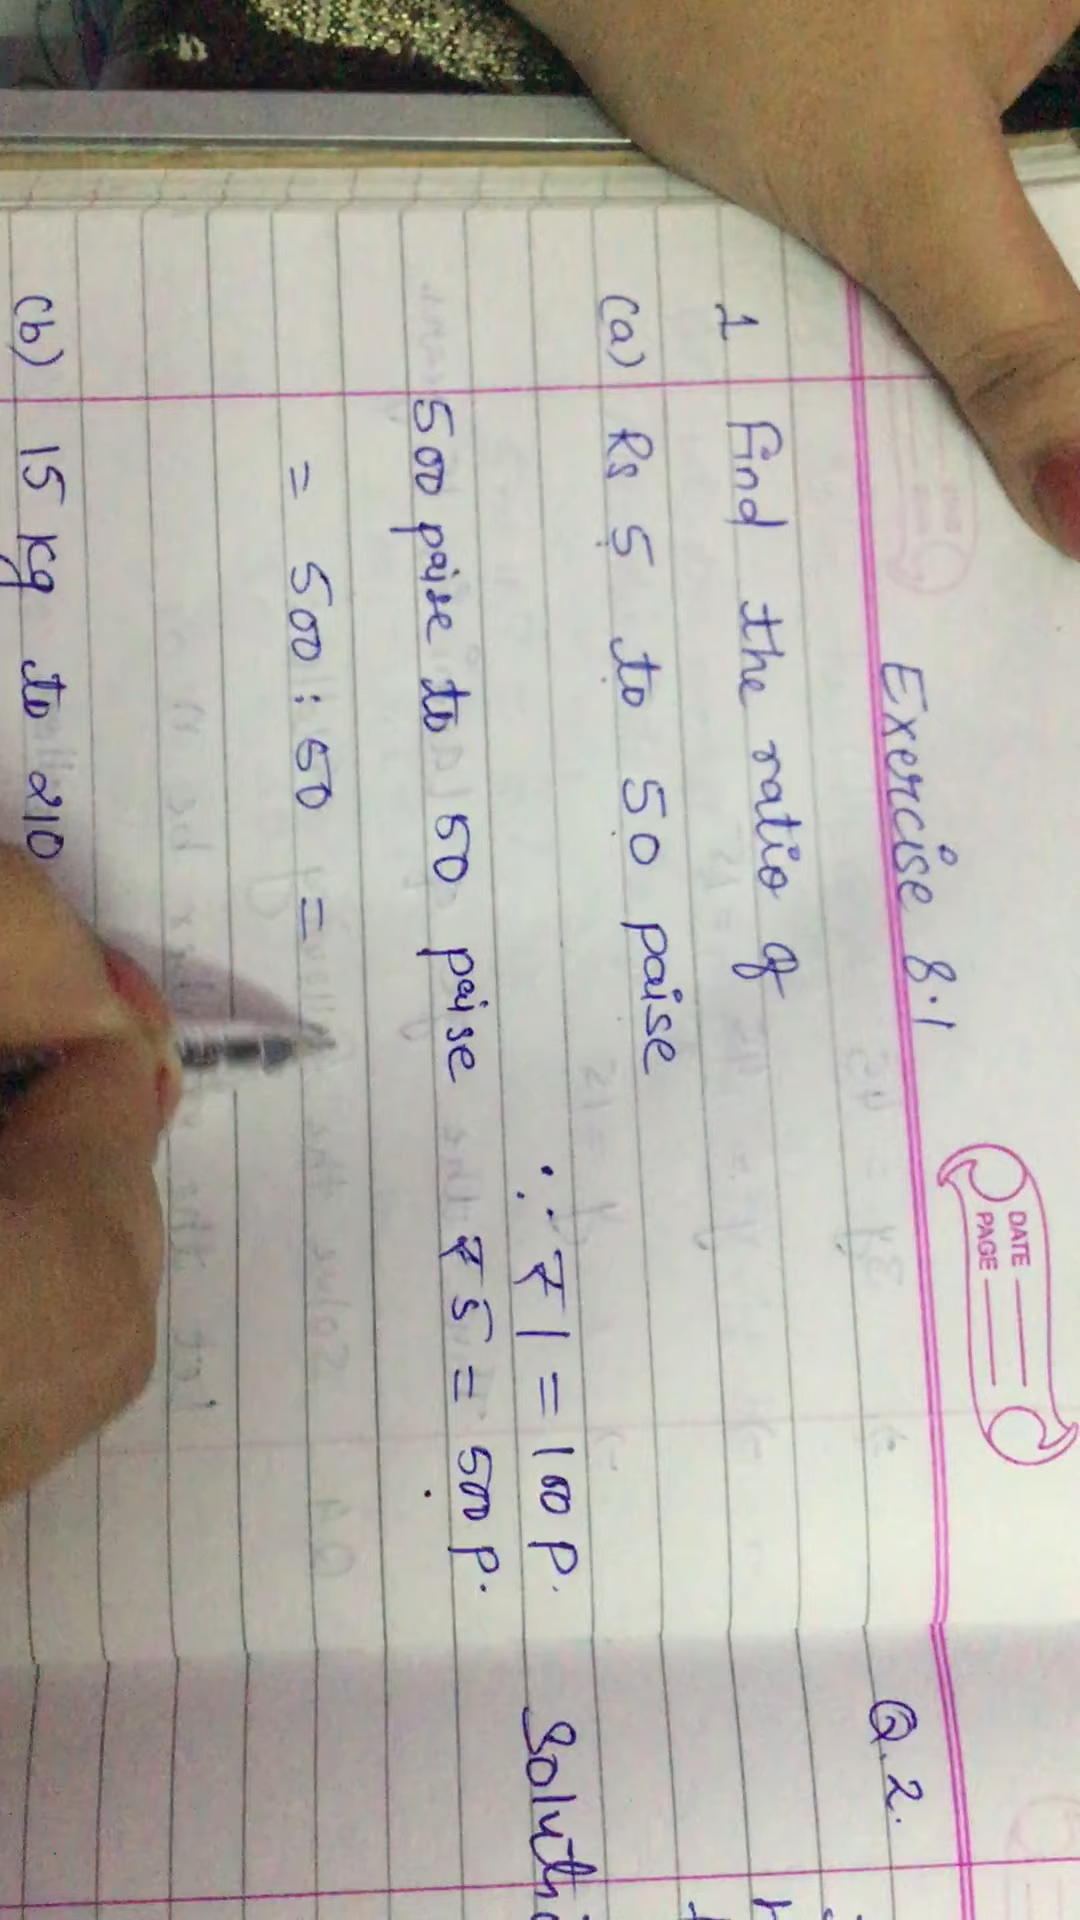 DATE
PAGE
Exercise 8.1
1 Find the ratio of
(a) Rs 5 to 50 paise
∵ ₹ 1 = 100 P.
500 paise to 50 paise ₹ 5 = 500 P.
= 500 : 50 =
(b) 15 kg to 210
Q.2.